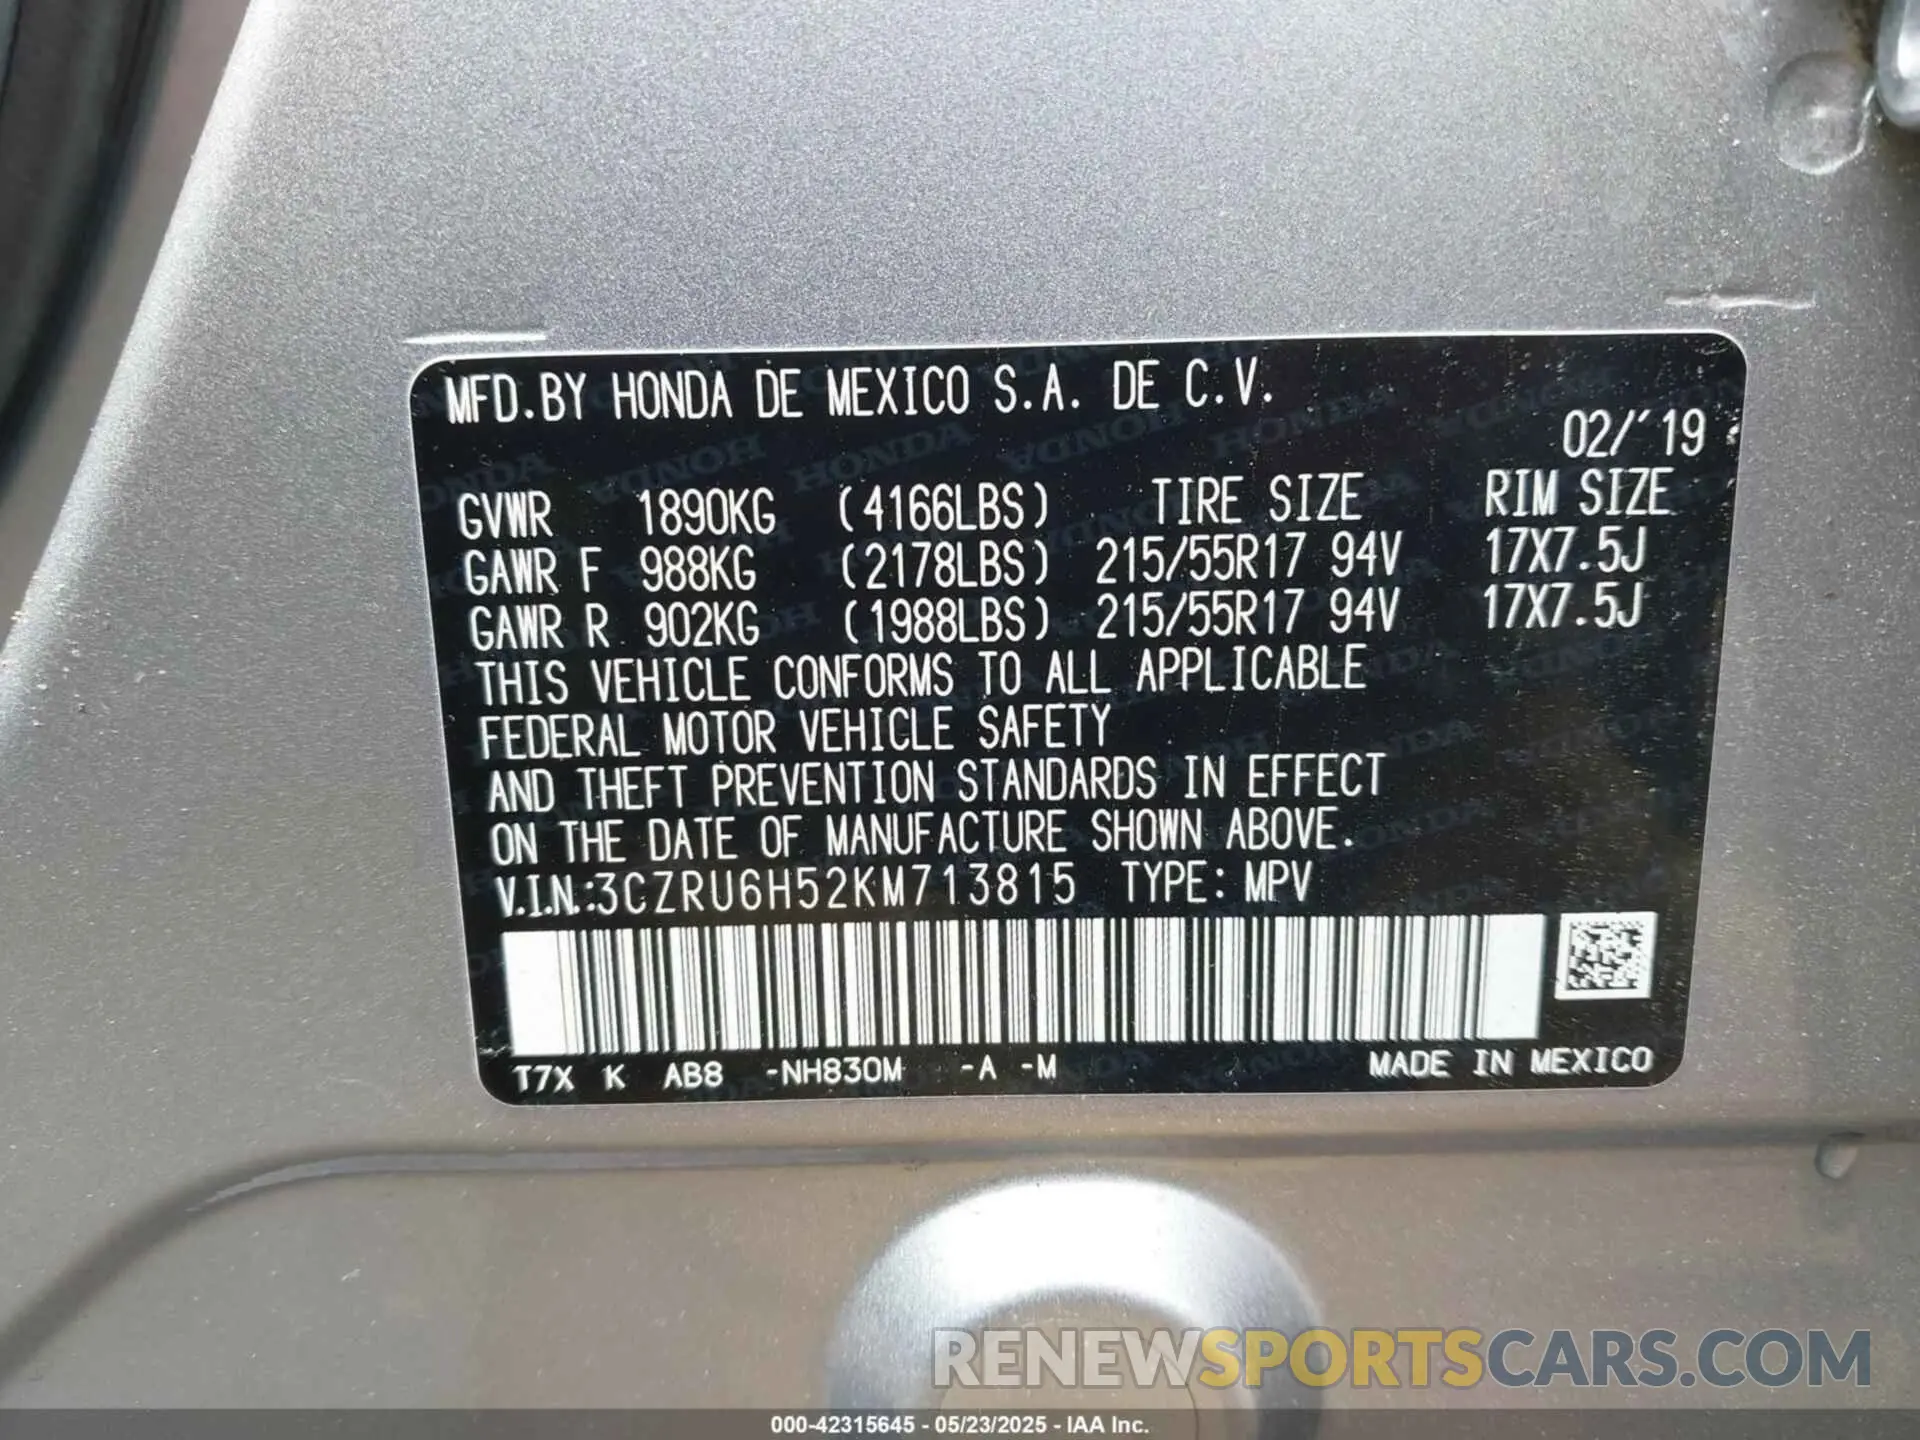 MFD.BY HONDA DE MEXICO S.A. DE C.V.
02/'19
GVWR 1890KG (4166LBS) TIRE SIZE RIM SIZE
GAWR F 988KG (2178LBS) 215/55R17 94V 17X7.5J
GAWR R 902KG (1988LBS) 215/55R17 94V 17X7.5J
THIS VEHICLE CONFORMS TO ALL APPLICABLE
FEDERAL MOTOR VEHICLE SAFETY
AND THEFT PREVENTION STANDARDS IN EFFECT
ON THE DATE OF MANUFACTURE SHOWN ABOVE.
V.I.N.:3CZRU6H52KM713815 TYPE: MPV
T7X K AB8 -NH830M -A -M MADE IN MEXICO
RENEWSPORTSCARS.COM
000-42315645 - 05/23/2025 - IAA Inc.